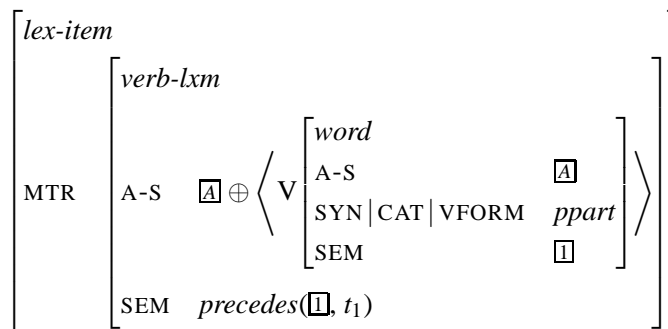 lex-item
verb-lxm
word
A-S A
MTR A-S A ⊕ ⟨ V ⟩
SYN|CAT|VFORM ppart
SEM 1
SEM precedes(1, t₁)